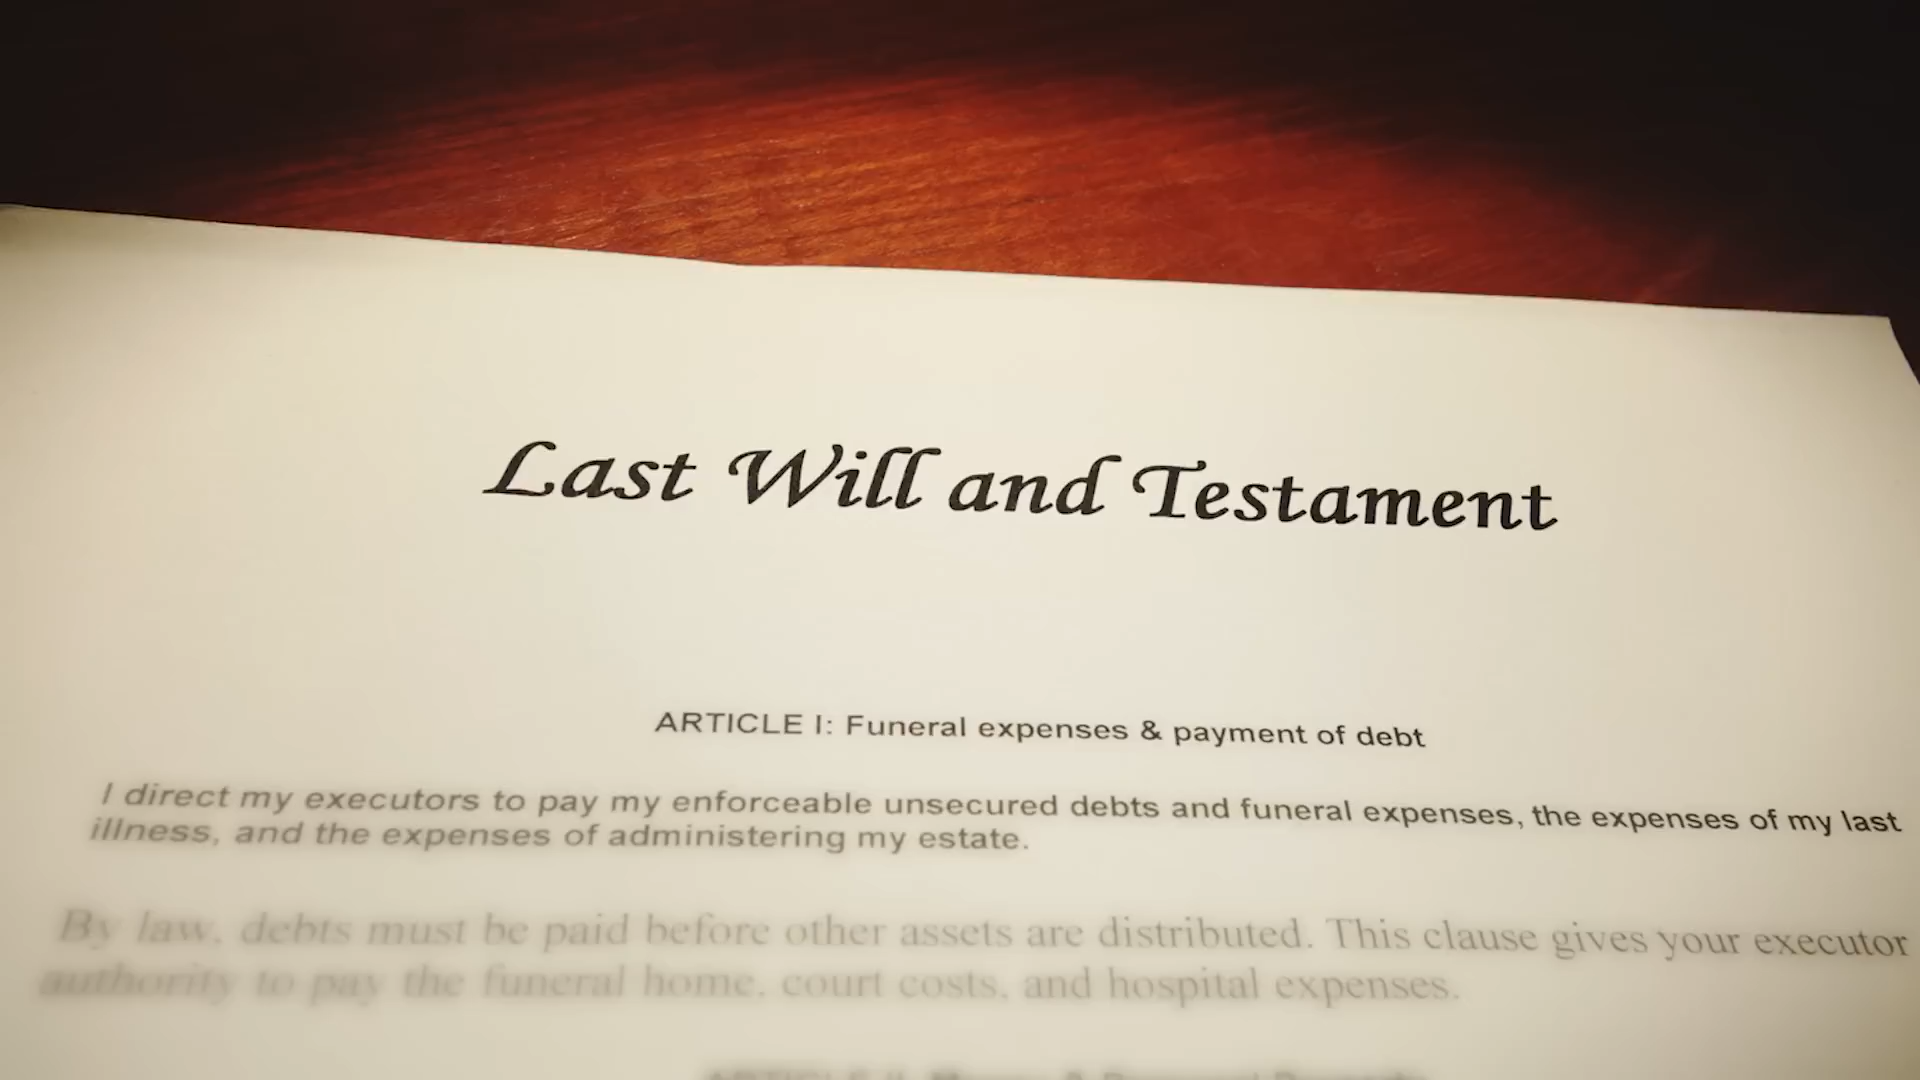 Last Will and Testament
ARTICLE I: Funeral expenses & payment of debt
I direct my executors to pay my enforceable unsecured debts and funeral expenses, the expenses of my last
illness, and the expenses of administering my estate.
By law, debts must be paid before other assets are distributed. This clause gives your executor
authority to pay the funeral home, court costs, and hospital expenses.
ARTICLE II: